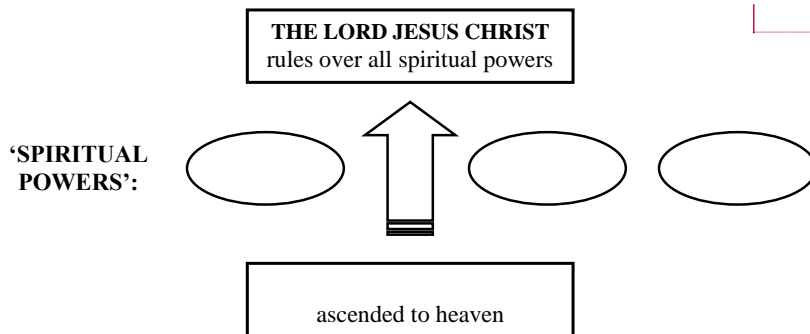 THE LORD JESUS CHRIST
rules over all spiritual powers
‘SPIRITUAL
POWERS’:
ascended to heaven